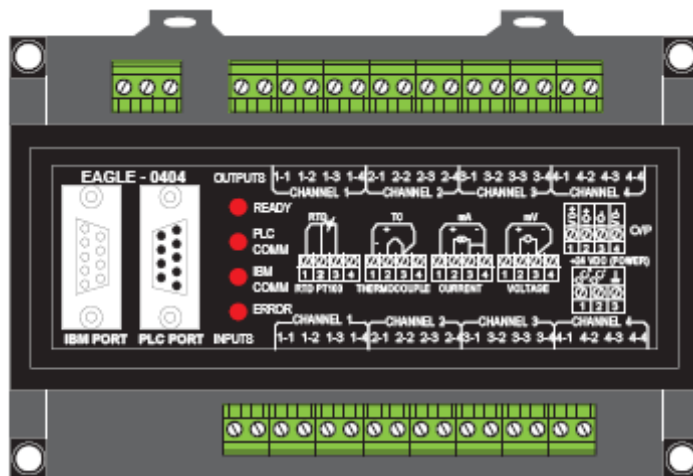 EAGLE - 0404
OUTPUTS 1-1 1-2 1-3 1-4 2-1 2-2 2-3 2-4 3-1 3-2 3-3 3-4 4-1 4-2 4-3 4-4
CHANNEL 1 CHANNEL 2 CHANNEL 3 CHANNEL 4
READY
PLC COMM
IBM COMM
ERROR
RTD TC mA mV
1 2 3 4 1 2 3 4 1 2 3 4 1 2 3 4
RTD PT100 THERMOCOUPLE CURRENT VOLTAGE
O/P
1 2 3 4
+24 VDC (POWER)
1 2 3
IBM PORT PLC PORT
INPUTS
CHANNEL 1 CHANNEL 2 CHANNEL 3 CHANNEL 4
1-1 1-2 1-3 1-4 2-1 2-2 2-3 2-4 3-1 3-2 3-3 3-4 4-1 4-2 4-3 4-4